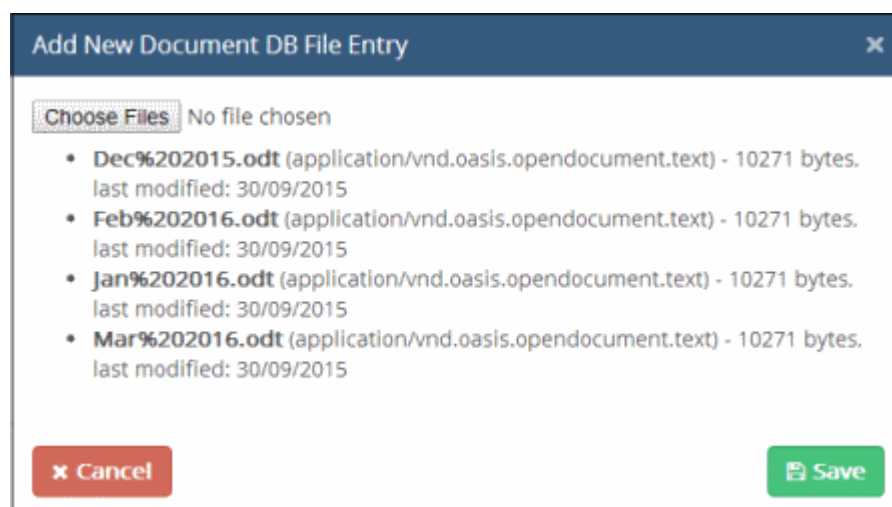 Add New Document DB File Entry ×
Choose Files No file chosen
• Dec%202015.odt (application/vnd.oasis.opendocument.text) - 10271 bytes.
last modified: 30/09/2015
• Feb%202016.odt (application/vnd.oasis.opendocument.text) - 10271 bytes.
last modified: 30/09/2015
• Jan%202016.odt (application/vnd.oasis.opendocument.text) - 10271 bytes.
last modified: 30/09/2015
• Mar%202016.odt (application/vnd.oasis.opendocument.text) - 10271 bytes.
last modified: 30/09/2015
× Cancel Save